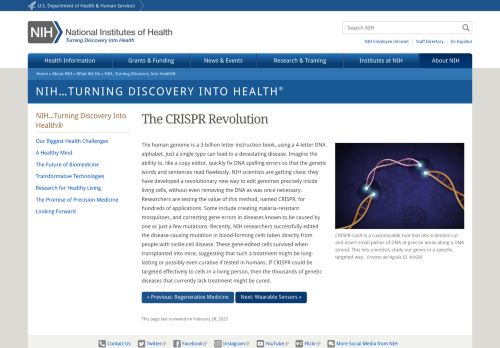 U.S. Department of Health & Human Services
NIH National Institutes of Health
Turning Discovery Into Health
Search NIH
NIH Employee Intranet
Staff Directory
En Español
Health Information
Grants & Funding
News & Events
Research & Training
Institutes at NIH
About NIH
Home » About NIH » What We Do » NIH…Turning Discovery Into Health®
NIH…TURNING DISCOVERY INTO HEALTH®
NIH…Turning Discovery Into
Health®
Our Biggest Health Challenges
A Healthy Mind
The Future of Biomedicine
Transformative Technologies
Research for Healthy Living
The Promise of Precision Medicine
Looking Forward
The CRISPR Revolution
The human genome is a 3-billion letter instruction book, using a 4-letter DNA
alphabet. Just a single typo can lead to a devastating disease. Imagine the
ability to, like a copy editor, quickly fix DNA spelling errors so that the genetic
words and sentences read flawlessly. NIH scientists are getting close: they
have developed a revolutionary new way to edit genomes precisely inside
living cells, without even removing the DNA as was once necessary.
Researchers are testing the value of this method, named CRISPR, for
hundreds of applications. Some include creating malaria-resistant
mosquitoes, and correcting gene errors in diseases known to be caused by
one or just a few mutations. Recently, NIH researchers successfully edited
the disease-causing mutation in blood-forming cells taken directly from
people with sickle-cell disease. These gene-edited cells survived when
transplanted into mice, suggesting that such a treatment might be long-
lasting or possibly even curative if tested in humans. If CRISPR could be
targeted effectively to cells in a living person, then the thousands of genetic
diseases that currently lack treatment might be cured.
CRISPR-Cas9 is a customizable tool that lets scientists cut
and insert small pieces of DNA at precise areas along a DNA
strand. This lets scientists study our genes in a specific,
targeted way. Ernesto del Aguila III, NHGRI
« Previous: Regenerative Medicine
Next: Wearable Sensors »
This page last reviewed on February 28, 2023
Contact Us
Twitter
Facebook
Instagram
YouTube
Flickr
More Social Media from NIH